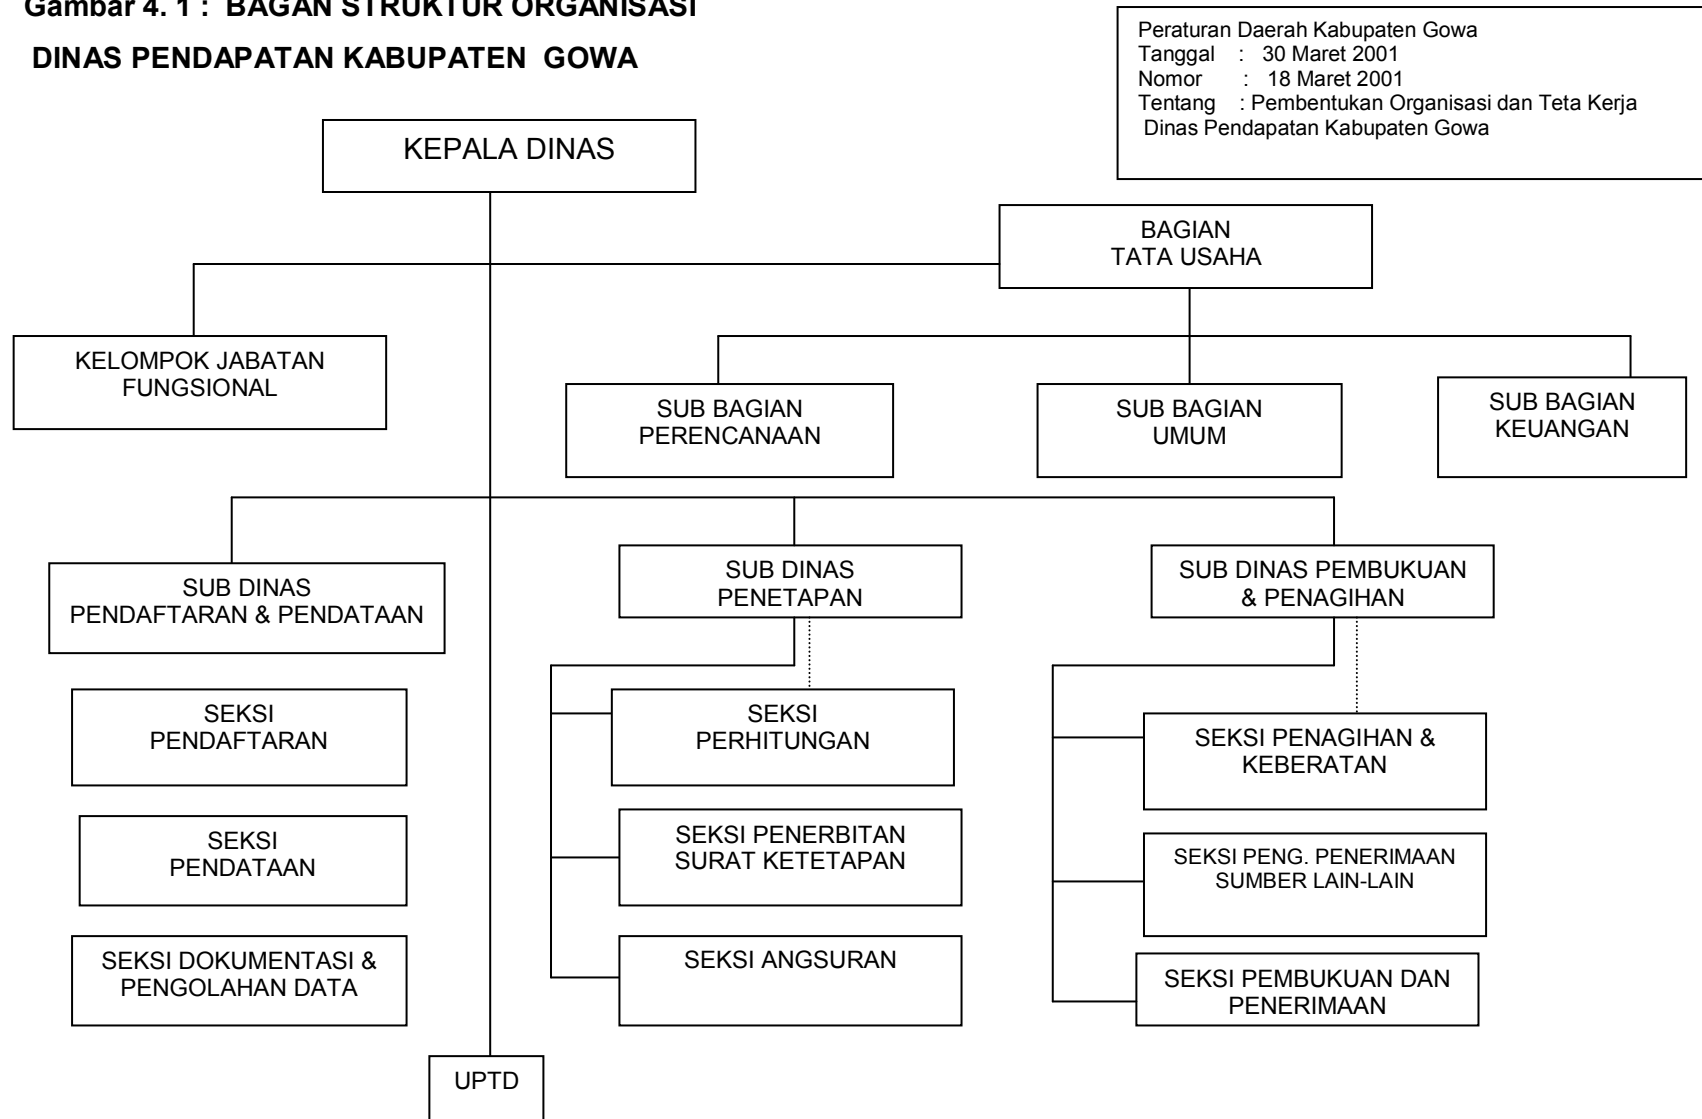 Gambar 4. 1 : BAGAN STRUKTUR ORGANISASI
DINAS PENDAPATAN KABUPATEN GOWA
Peraturan Daerah Kabupaten Gowa
Tanggal : 30 Maret 2001
Nomor : 18 Maret 2001
Tentang : Pembentukan Organisasi dan Teta Kerja
Dinas Pendapatan Kabupaten Gowa
KEPALA DINAS
BAGIAN
TATA USAHA
KELOMPOK JABATAN
FUNGSIONAL
SUB BAGIAN
PERENCANAAN
SUB BAGIAN
UMUM
SUB BAGIAN
KEUANGAN
SUB DINAS
PENDAFTARAN & PENDATAAN
SUB DINAS
PENETAPAN
SUB DINAS PEMBUKUAN
& PENAGIHAN
SEKSI
PENDAFTARAN
SEKSI
PERHITUNGAN
SEKSI PENAGIHAN &
KEBERATAN
SEKSI
PENDATAAN
SEKSI PENERBITAN
SURAT KETETAPAN
SEKSI PENG. PENERIMAAN
SUMBER LAIN-LAIN
SEKSI DOKUMENTASI &
PENGOLAHAN DATA
SEKSI ANGSURAN
SEKSI PEMBUKUAN DAN
PENERIMAAN
UPTD